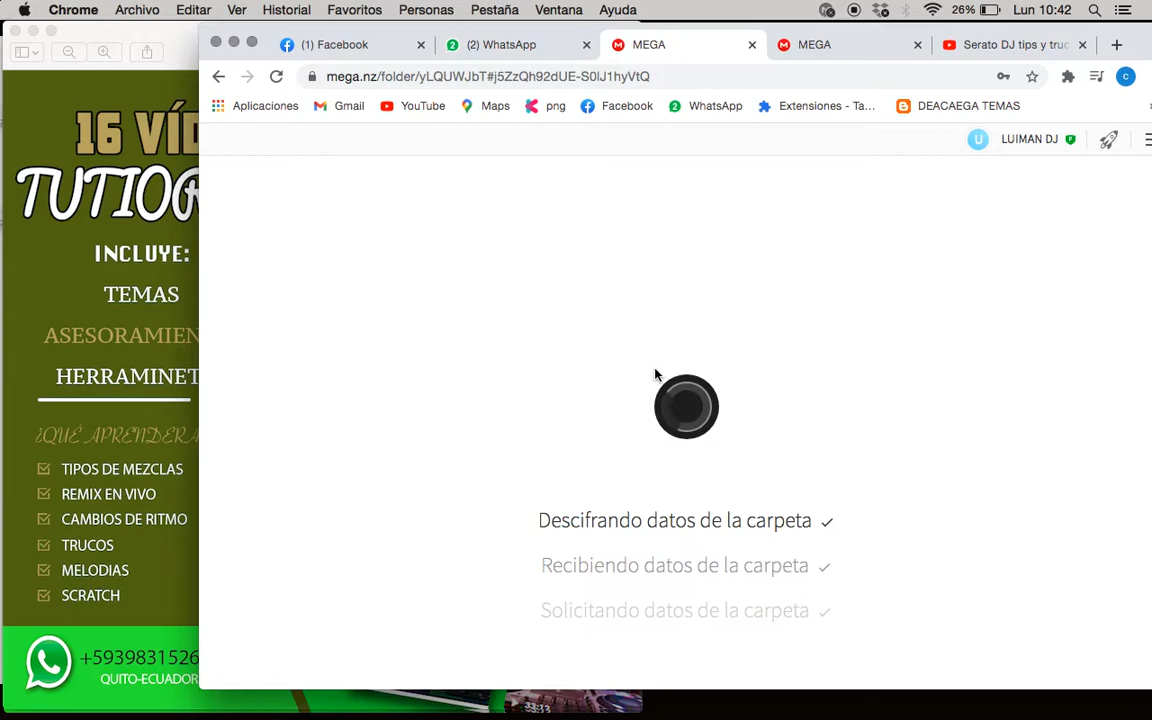 Chrome Archivo Editar Ver Historial Favoritos Personas Pestaña Ventana Ayuda 26% Lun 10:42
(1) Facebook (2) WhatsApp MEGA MEGA Serato DJ tips y truc
mega.nz/folder/yLQUWJbT#j5ZzQh92dUE-S0lJ1hyVtQ C
Aplicaciones Gmail YouTube Maps png Facebook WhatsApp Extensiones - Ta... DEACAEGA TEMAS
U LUIMAN DJ
16 VÍD
TUTIOR
INCLUYE:
TEMAS
ASESORAMIEN
HERRAMINET
¿QUÉ APRENDERA
TIPOS DE MEZCLAS
REMIX EN VIVO
CAMBIOS DE RITMO
TRUCOS
MELODIAS
SCRATCH
+5939831526
QUITO-ECUADOR
Descifrando datos de la carpeta
Recibiendo datos de la carpeta
Solicitando datos de la carpeta